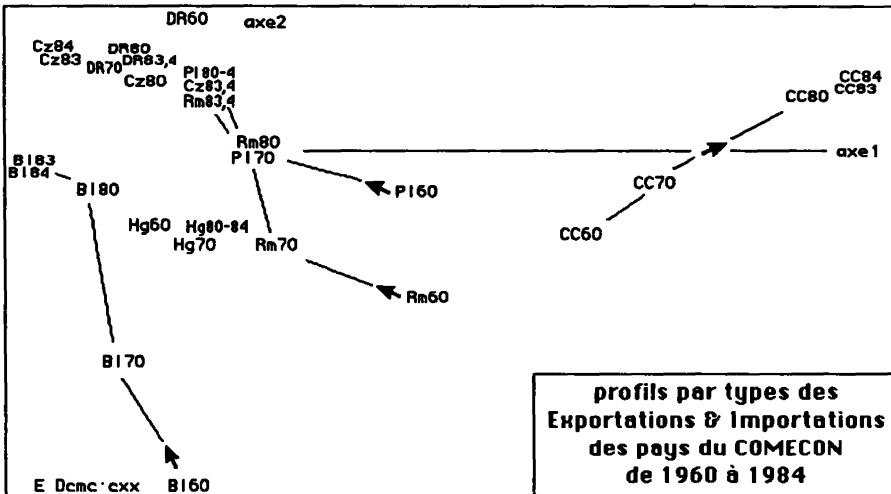 DR60 axe2
Cz84 DR80
Cz83 DR70 DR83,4
Cz80 Pl80-4
Cz83,4
Rm83,4
CC84
CC80 CC83
Rm80
Pl70 axe1
Bl83
Bl84
Bl80 Pl60 CC70
Hg60 Hg80-84
Hg70 Rm70 CC60
Rm60
Bl70
profils par types des
Exportations & Importations
des pays du COMECON
de 1960 à 1984
E Dcmc·cxx Bl60